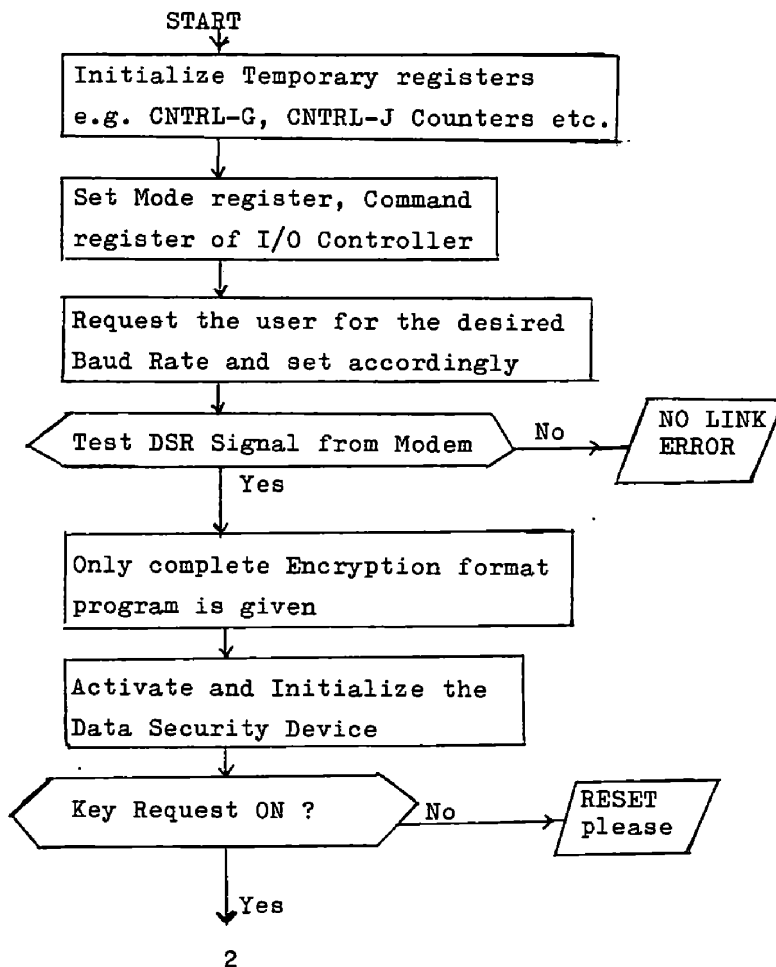 START
Initialize Temporary registers
e.g. CNTRL-G, CNTRL-J Counters etc.
Set Mode register, Command
register of I/O Controller
Request the user for the desired
Baud Rate and set accordingly
Test DSR Signal from Modem
No
NO LINK
ERROR
Yes
Only complete Encryption format
program is given
Activate and Initialize the
Data Security Device
Key Request ON ?
No
RESET
please
Yes
2